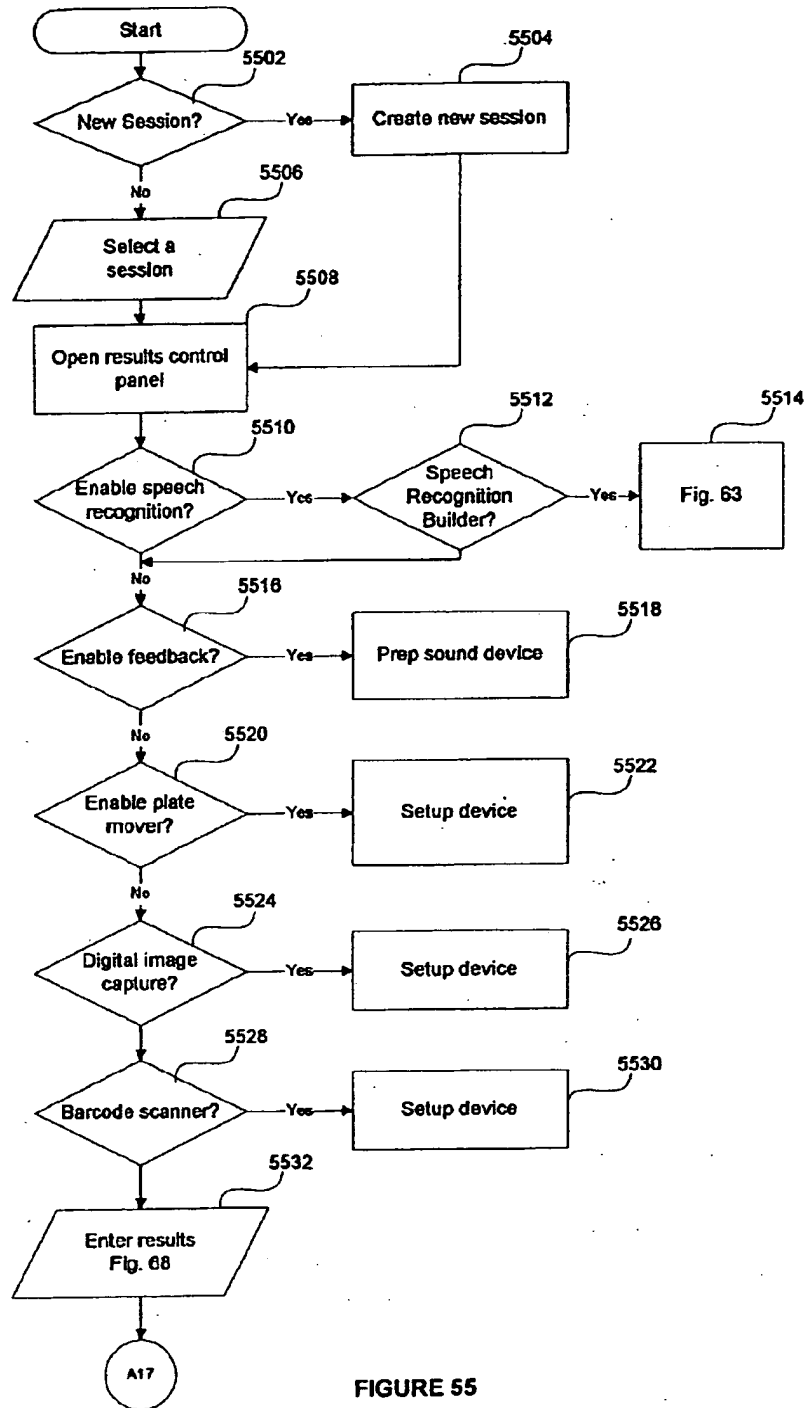 Start
5502
5504
New Session?
Yes
Create new session
No
5506
Select a
session
5508
Open results control
panel
5510
5512
5514
Enable speech
recognition?
Yes
Speech
Recognition
Builder?
Yes
Fig. 63
No
5516
5518
Enable feedback?
Yes
Prep sound device
No
5520
5522
Enable plate
mover?
Yes
Setup device
No
5524
5526
Digital image
capture?
Yes
Setup device
5528
5530
Barcode scanner?
Yes
Setup device
5532
Enter results
Fig. 68
A17
FIGURE 55